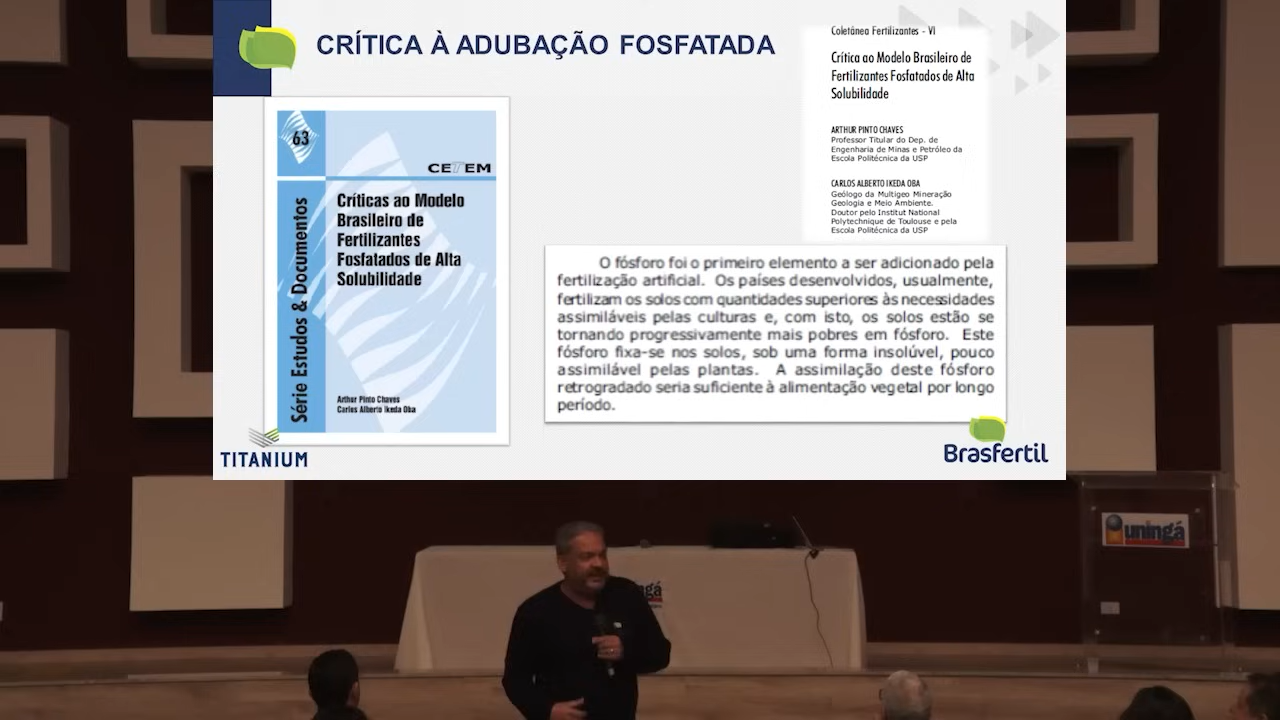 CRÍTICA À ADUBAÇÃO FOSFATADA
Coletânea Fertilizantes - VI
Crítica ao Modelo Brasileiro de
Fertilizantes Fosfatados de Alta
Solubilidade
ARTHUR PINTO CHAVES
Professor Titular do Dep. de
Engenharia de Minas e Petróleo da
Escola Politécnica da USP
CARLOS ALBERTO IKEDA OBA
Geólogo da Multigeo Mineração
Geologia e Meio Ambiente.
Doutor pelo Institut National
Polytechnique de Toulouse e pela
Escola Politécnica da USP
63
CETEM
Série Estudos & Documentos
Críticas ao Modelo
Brasileiro de
Fertilizantes
Fosfatados de Alta
Solubilidade
Arthur Pinto Chaves
Carlos Alberto Ikeda Oba
O fósforo foi o primeiro elemento a ser adicionado pela
fertilização artificial. Os países desenvolvidos, usualmente,
fertilizam os solos com quantidades superiores às necessidades
assimiláveis pelas culturas e, com isto, os solos estão se
tornando progressivamente mais pobres em fósforo. Este
fósforo fixa-se nos solos, sob uma forma insolúvel, pouco
assimilável pelas plantas. A assimilação deste fósforo
retrogradado seria suficiente à alimentação vegetal por longo
período.
TITANIUM
Brasfertil
uningá